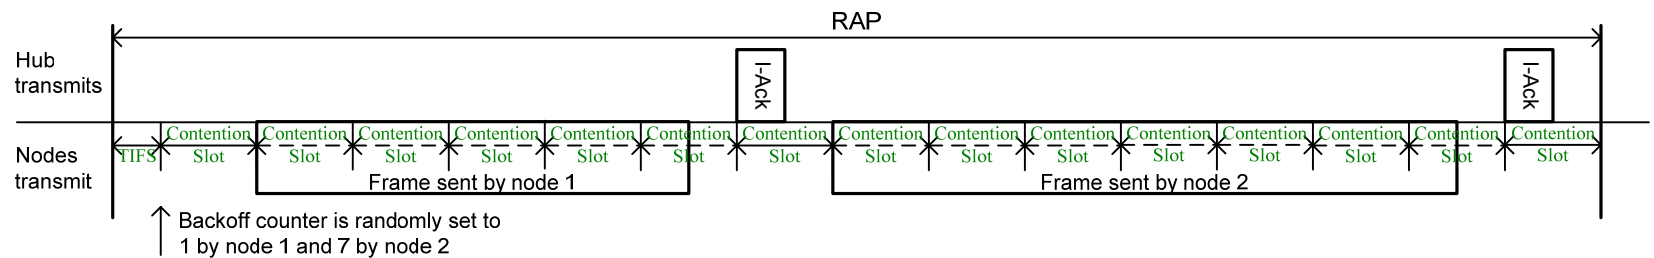 RAP
Hub
transmits
I-Ack
I-Ack
Contention Contention Contention Contention Contention Contention Contention Contention Contention Contention Contention Contention Contention Contention Contention
TIFS Slot Slot Slot Slot Slot Slot Slot Slot Slot Slot Slot Slot Slot Slot Slot
Nodes
transmit
Frame sent by node 1
Frame sent by node 2
Backoff counter is randomly set to
1 by node 1 and 7 by node 2